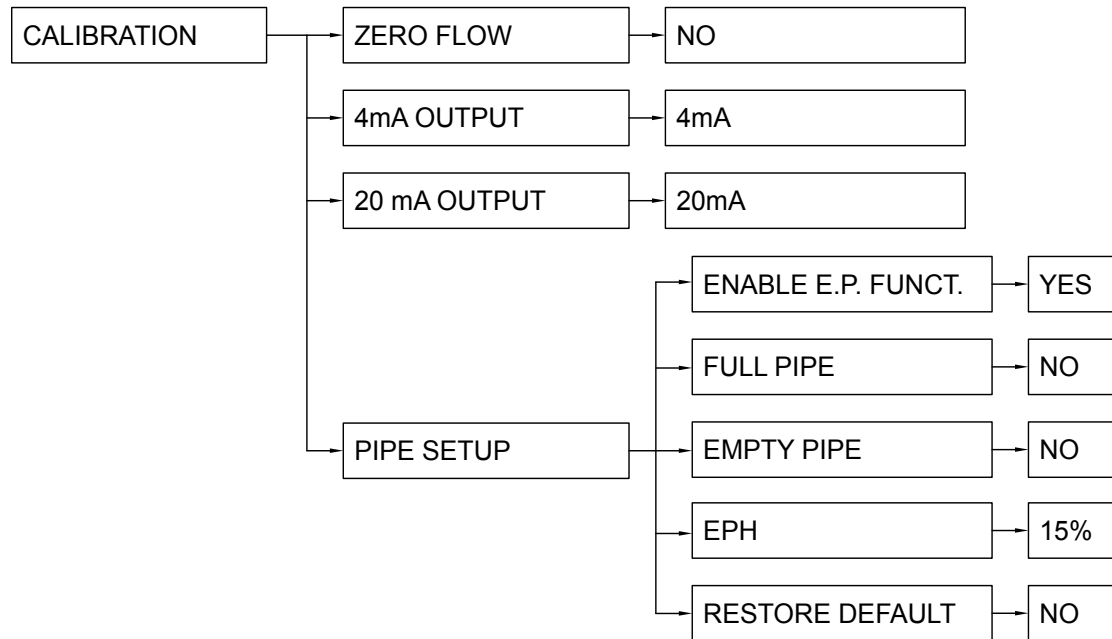 CALIBRATION
ZERO FLOW
NO
4mA OUTPUT
4mA
20 mA OUTPUT
20mA
PIPE SETUP
ENABLE E.P. FUNCT.
YES
FULL PIPE
NO
EMPTY PIPE
NO
EPH
15%
RESTORE DEFAULT
NO